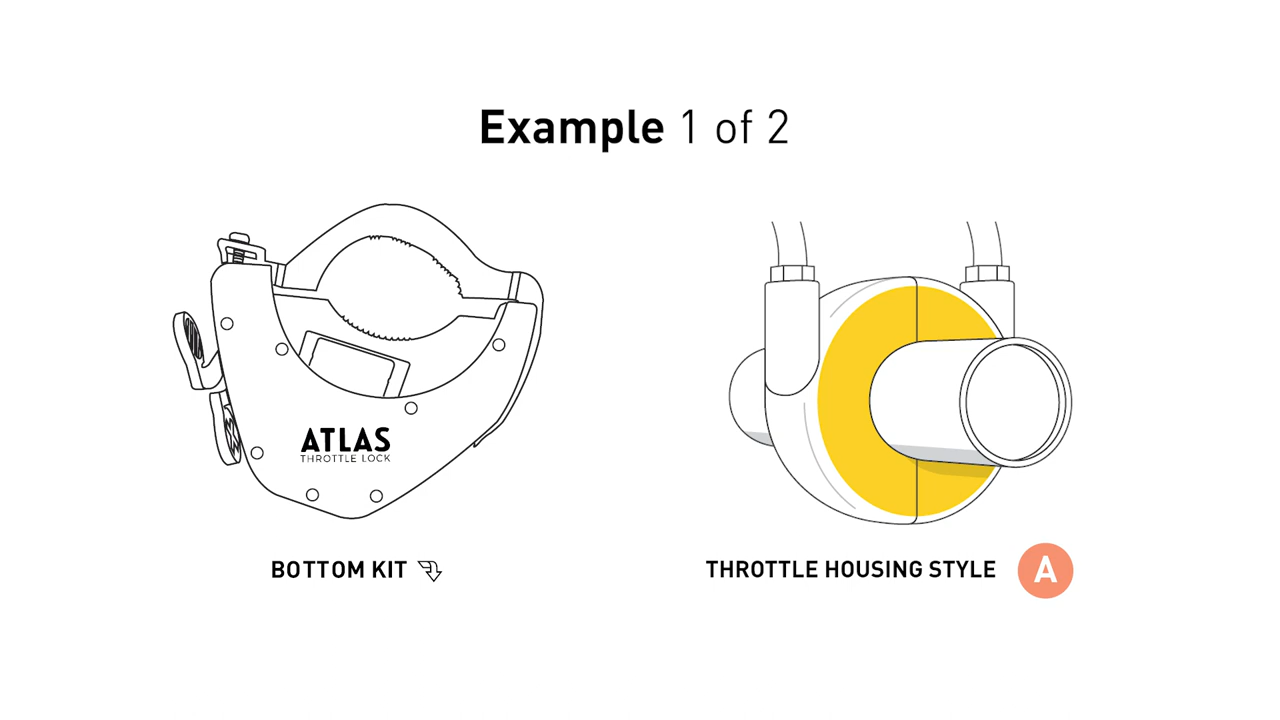 Example 1 of 2
ATLAS
THROTTLE LOCK
BOTTOM KIT
THROTTLE HOUSING STYLE A